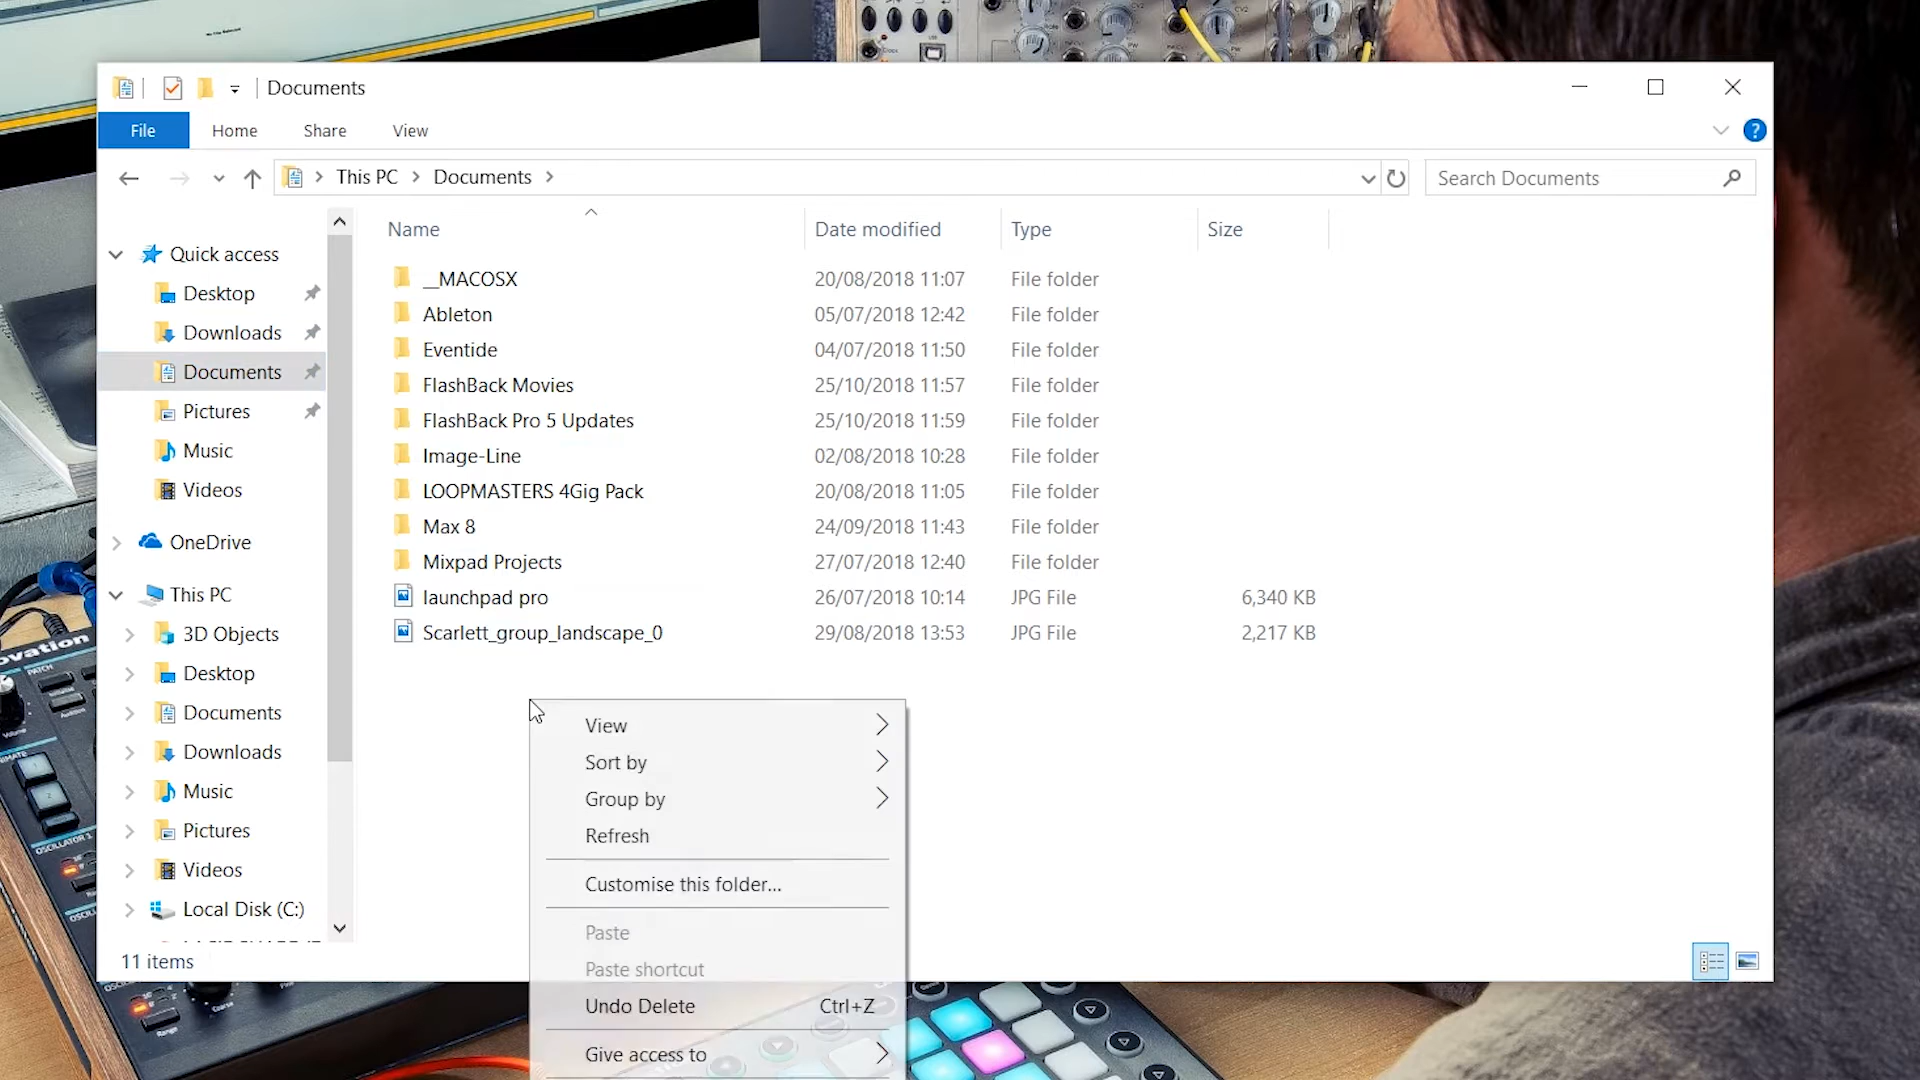 Documents
File Home Share View
This PC Documents
Search Documents
Name Date modified Type Size
Quick access
Desktop
Downloads
Documents
Pictures
Music
Videos
OneDrive
This PC
3D Objects
Desktop
Documents
Downloads
Music
Pictures
Videos
Local Disk (C:)
__MACOSX 20/08/2018 11:07 File folder
Ableton 05/07/2018 12:42 File folder
Eventide 04/07/2018 11:50 File folder
FlashBack Movies 25/10/2018 11:57 File folder
FlashBack Pro 5 Updates 25/10/2018 11:59 File folder
Image-Line 02/08/2018 10:28 File folder
LOOPMASTERS 4Gig Pack 20/08/2018 11:05 File folder
Max 8 24/09/2018 11:43 File folder
Mixpad Projects 27/07/2018 12:40 File folder
launchpad pro 26/07/2018 10:14 JPG File 6,340 KB
Scarlett_group_landscape_0 29/08/2018 13:53 JPG File 2,217 KB
View
Sort by
Group by
Refresh
Customise this folder...
Paste
Paste shortcut
Undo Delete Ctrl+Z
Give access to
11 items
ovation
PATCH
Volume
OSCILLATOR 1
Range
Coarse